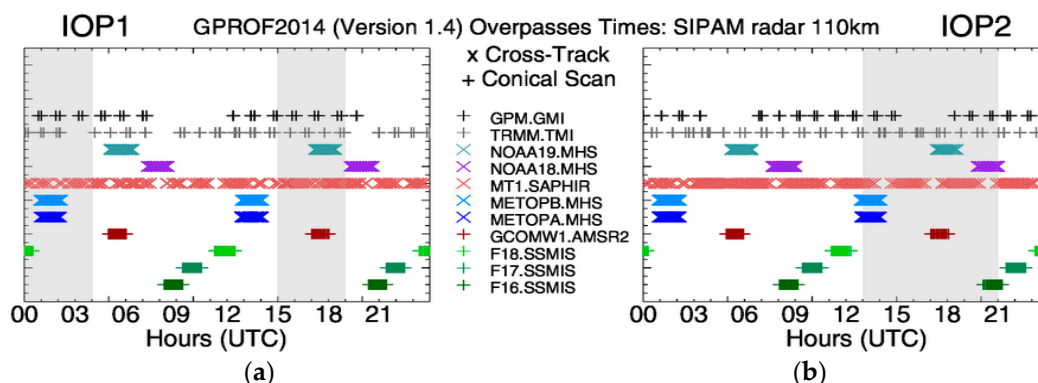 IOP1 GPROF2014 (Version 1.4) Overpasses Times: SIPAM radar 110km IOP2
x Cross-Track
+ Conical Scan
GPM.GMI
TRMM.TMI
NOAA19.MHS
NOAA18.MHS
MT1.SAPHIR
METOPB.MHS
METOPA.MHS
GCOMW1.AMSR2
F18.SSMIS
F17.SSMIS
F16.SSMIS
00 03 06 09 12 15 18 21 00 03 06 09 12 15 18 21
Hours (UTC) Hours (UTC)
(a) (b)